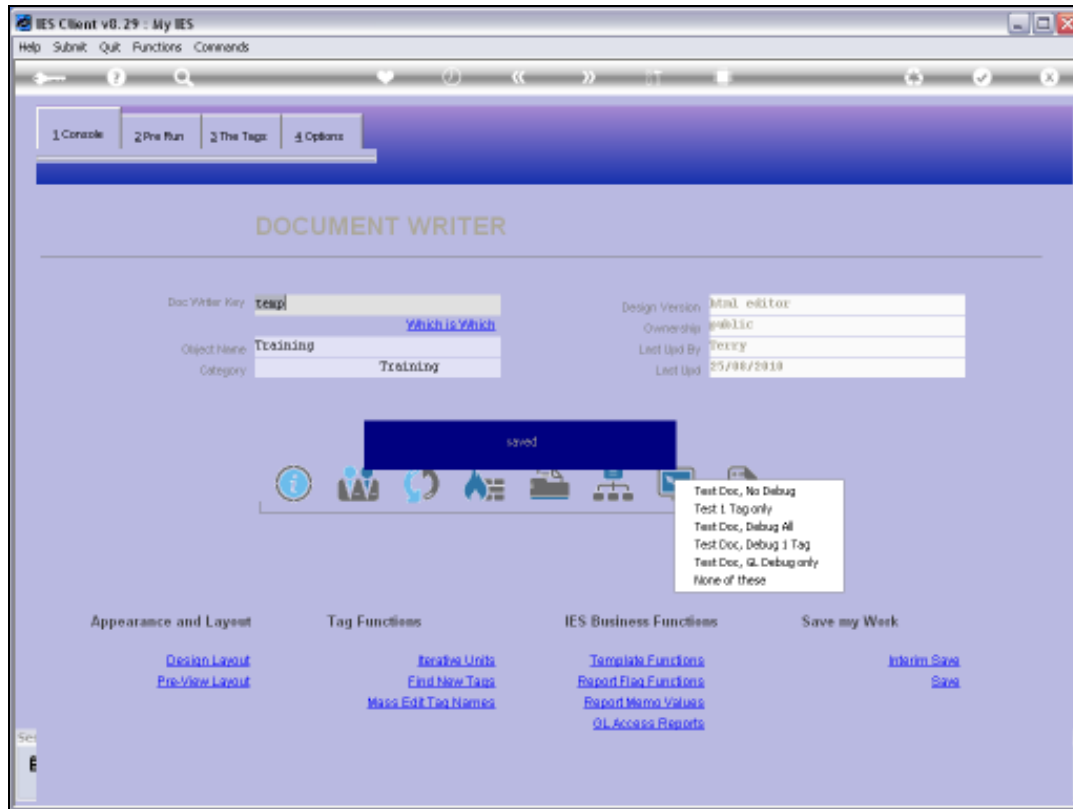 IES Client v8.29 : My IES
Help Submit Quit Functions Commands
1 Console 2 Pre Run 3 The Tags 4 Options
DOCUMENT WRITER
Doc Writer Key temp
Which is Which
Object Name Training
Category Training
Design Version html editor
Ownership public
Last Upd By Terry
Last Upd 25/08/2010
saved
Test Doc, No Debug
Test 1 Tag only
Test Doc, Debug All
Test Doc, Debug 1 Tag
Test Doc, GL Debug only
None of these
Appearance and Layout Tag Functions IES Business Functions Save my Work
Design Layout Iterative Units Template Functions Interim Save
Pre-View Layout Find New Tags Report Flag Functions Save
Mass Edit Tag Names Report Memo Values
GL Access Reports